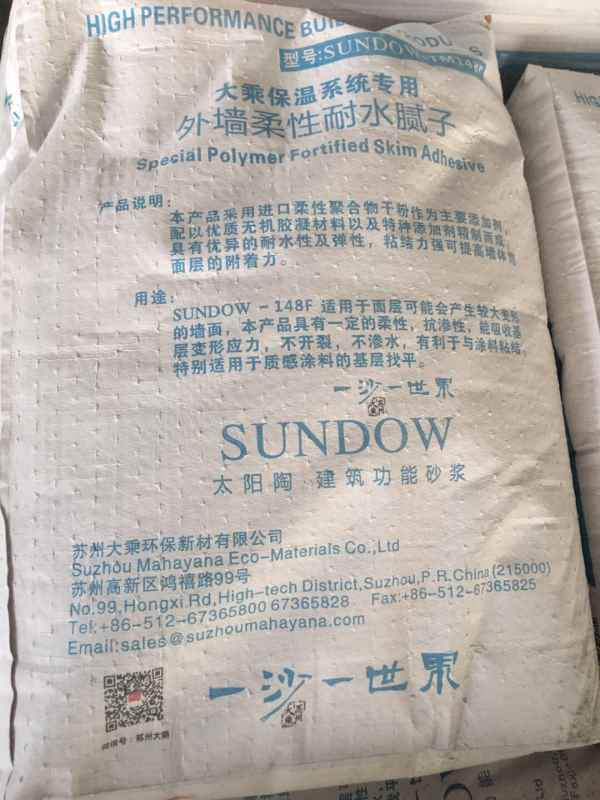 HIGH PERFORMANCE
型号:SUNDOW-TM148F
大乘保温系统专用
外墙柔性耐水腻子
Special Polymer Fortified Skim Adhesive
产品说明:
本产品采用进口柔性聚合物干粉作为主要添加剂,
配以优质无机胶凝材料以及特种添加剂精制而成,
具有优异的耐水性及弹性,粘结力强可提高墙体
面层的附着力。
用途:
SUNDOW-148F 适用于面层可能会产生较大变形
的墙面,本产品具有一定的柔性,抗渗性,能吸收基
层变形应力,不开裂,不渗水,有利于与涂料粘结,
特别适用于质感涂料的基层找平。
一沙一世界
SUNDOW
太阳陶 建筑功能砂浆
苏州大乘环保新材有限公司
Suzhou Mahayana Eco-Materials Co.,Ltd
苏州高新区鸿禧路99号
No.99,Hongxi Rd,High-tech District,Suzhou,P.R.China(215000)
Tel:+86-512-67365800 67365828 Fax:+86-512-67365825
Email:sales@suzhoumahayana.com
一沙一世界
微信号:苏州大乘